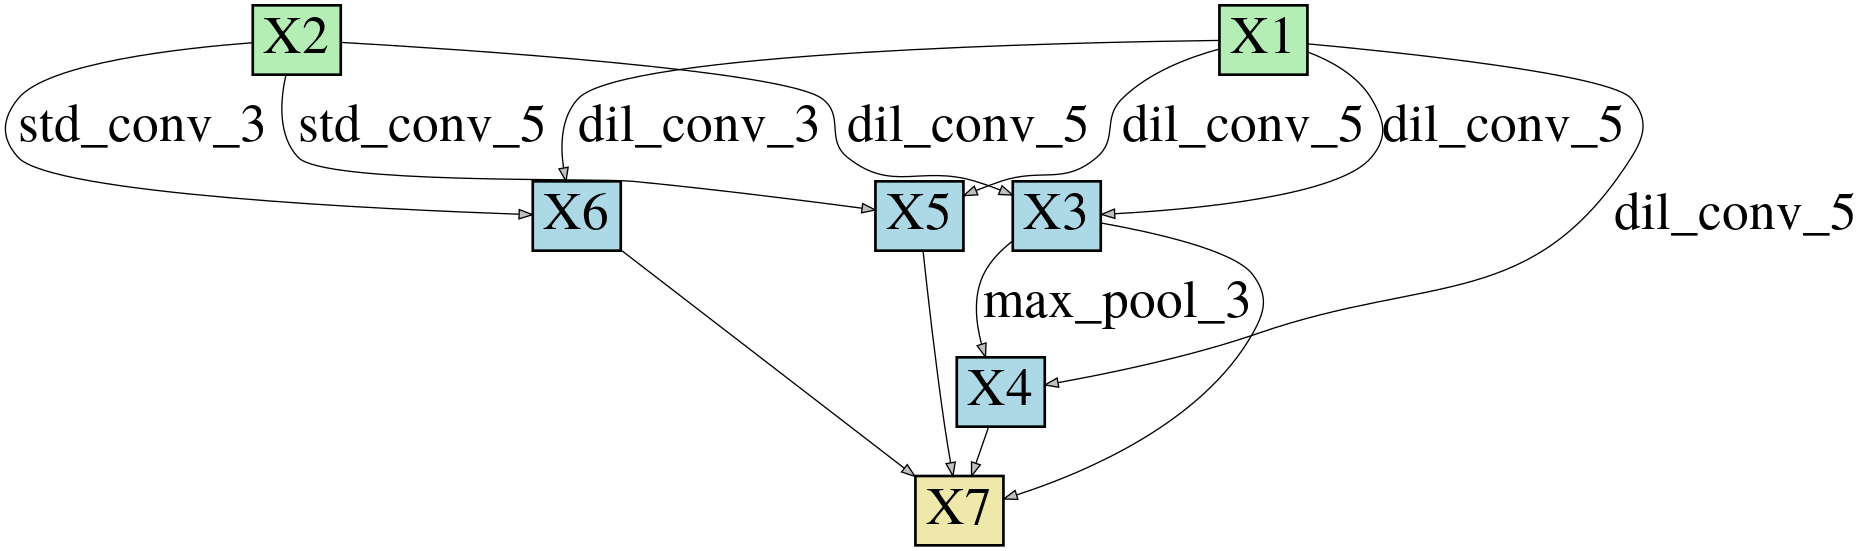 X2
X1
std_conv_3
std_conv_5
dil_conv_3
dil_conv_5
dil_conv_5
dil_conv_5
X6
X5
X3
dil_conv_5
max_pool_3
X4
X7